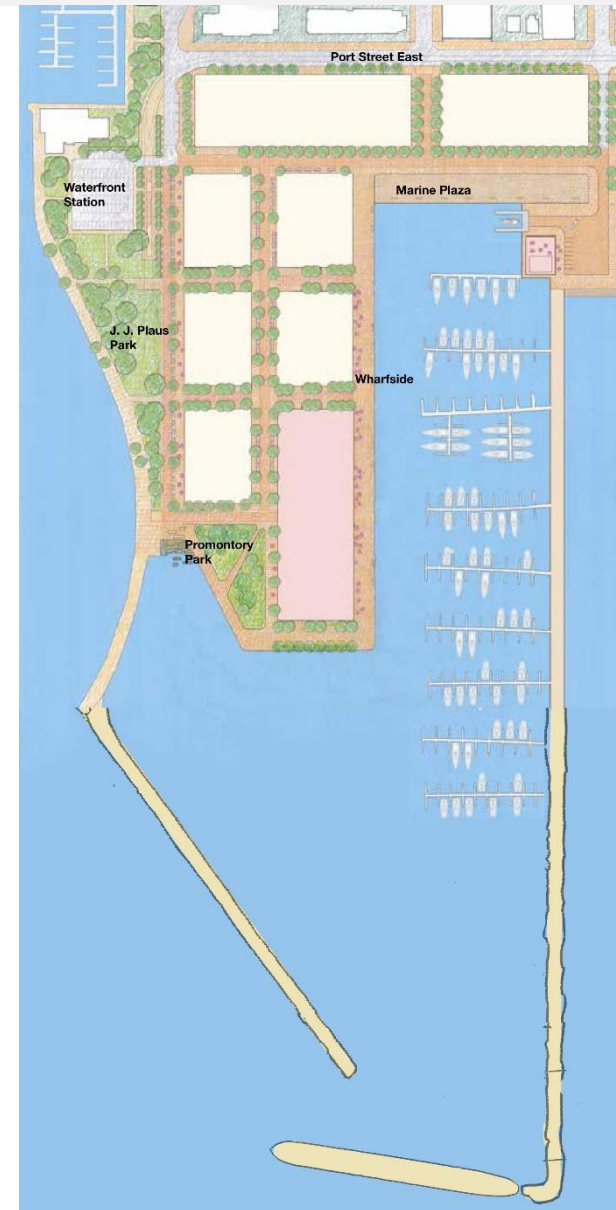 Port Street East
Waterfront
Station
Marine Plaza
J. J. Plaus
Park
Wharfside
Promontory
Park